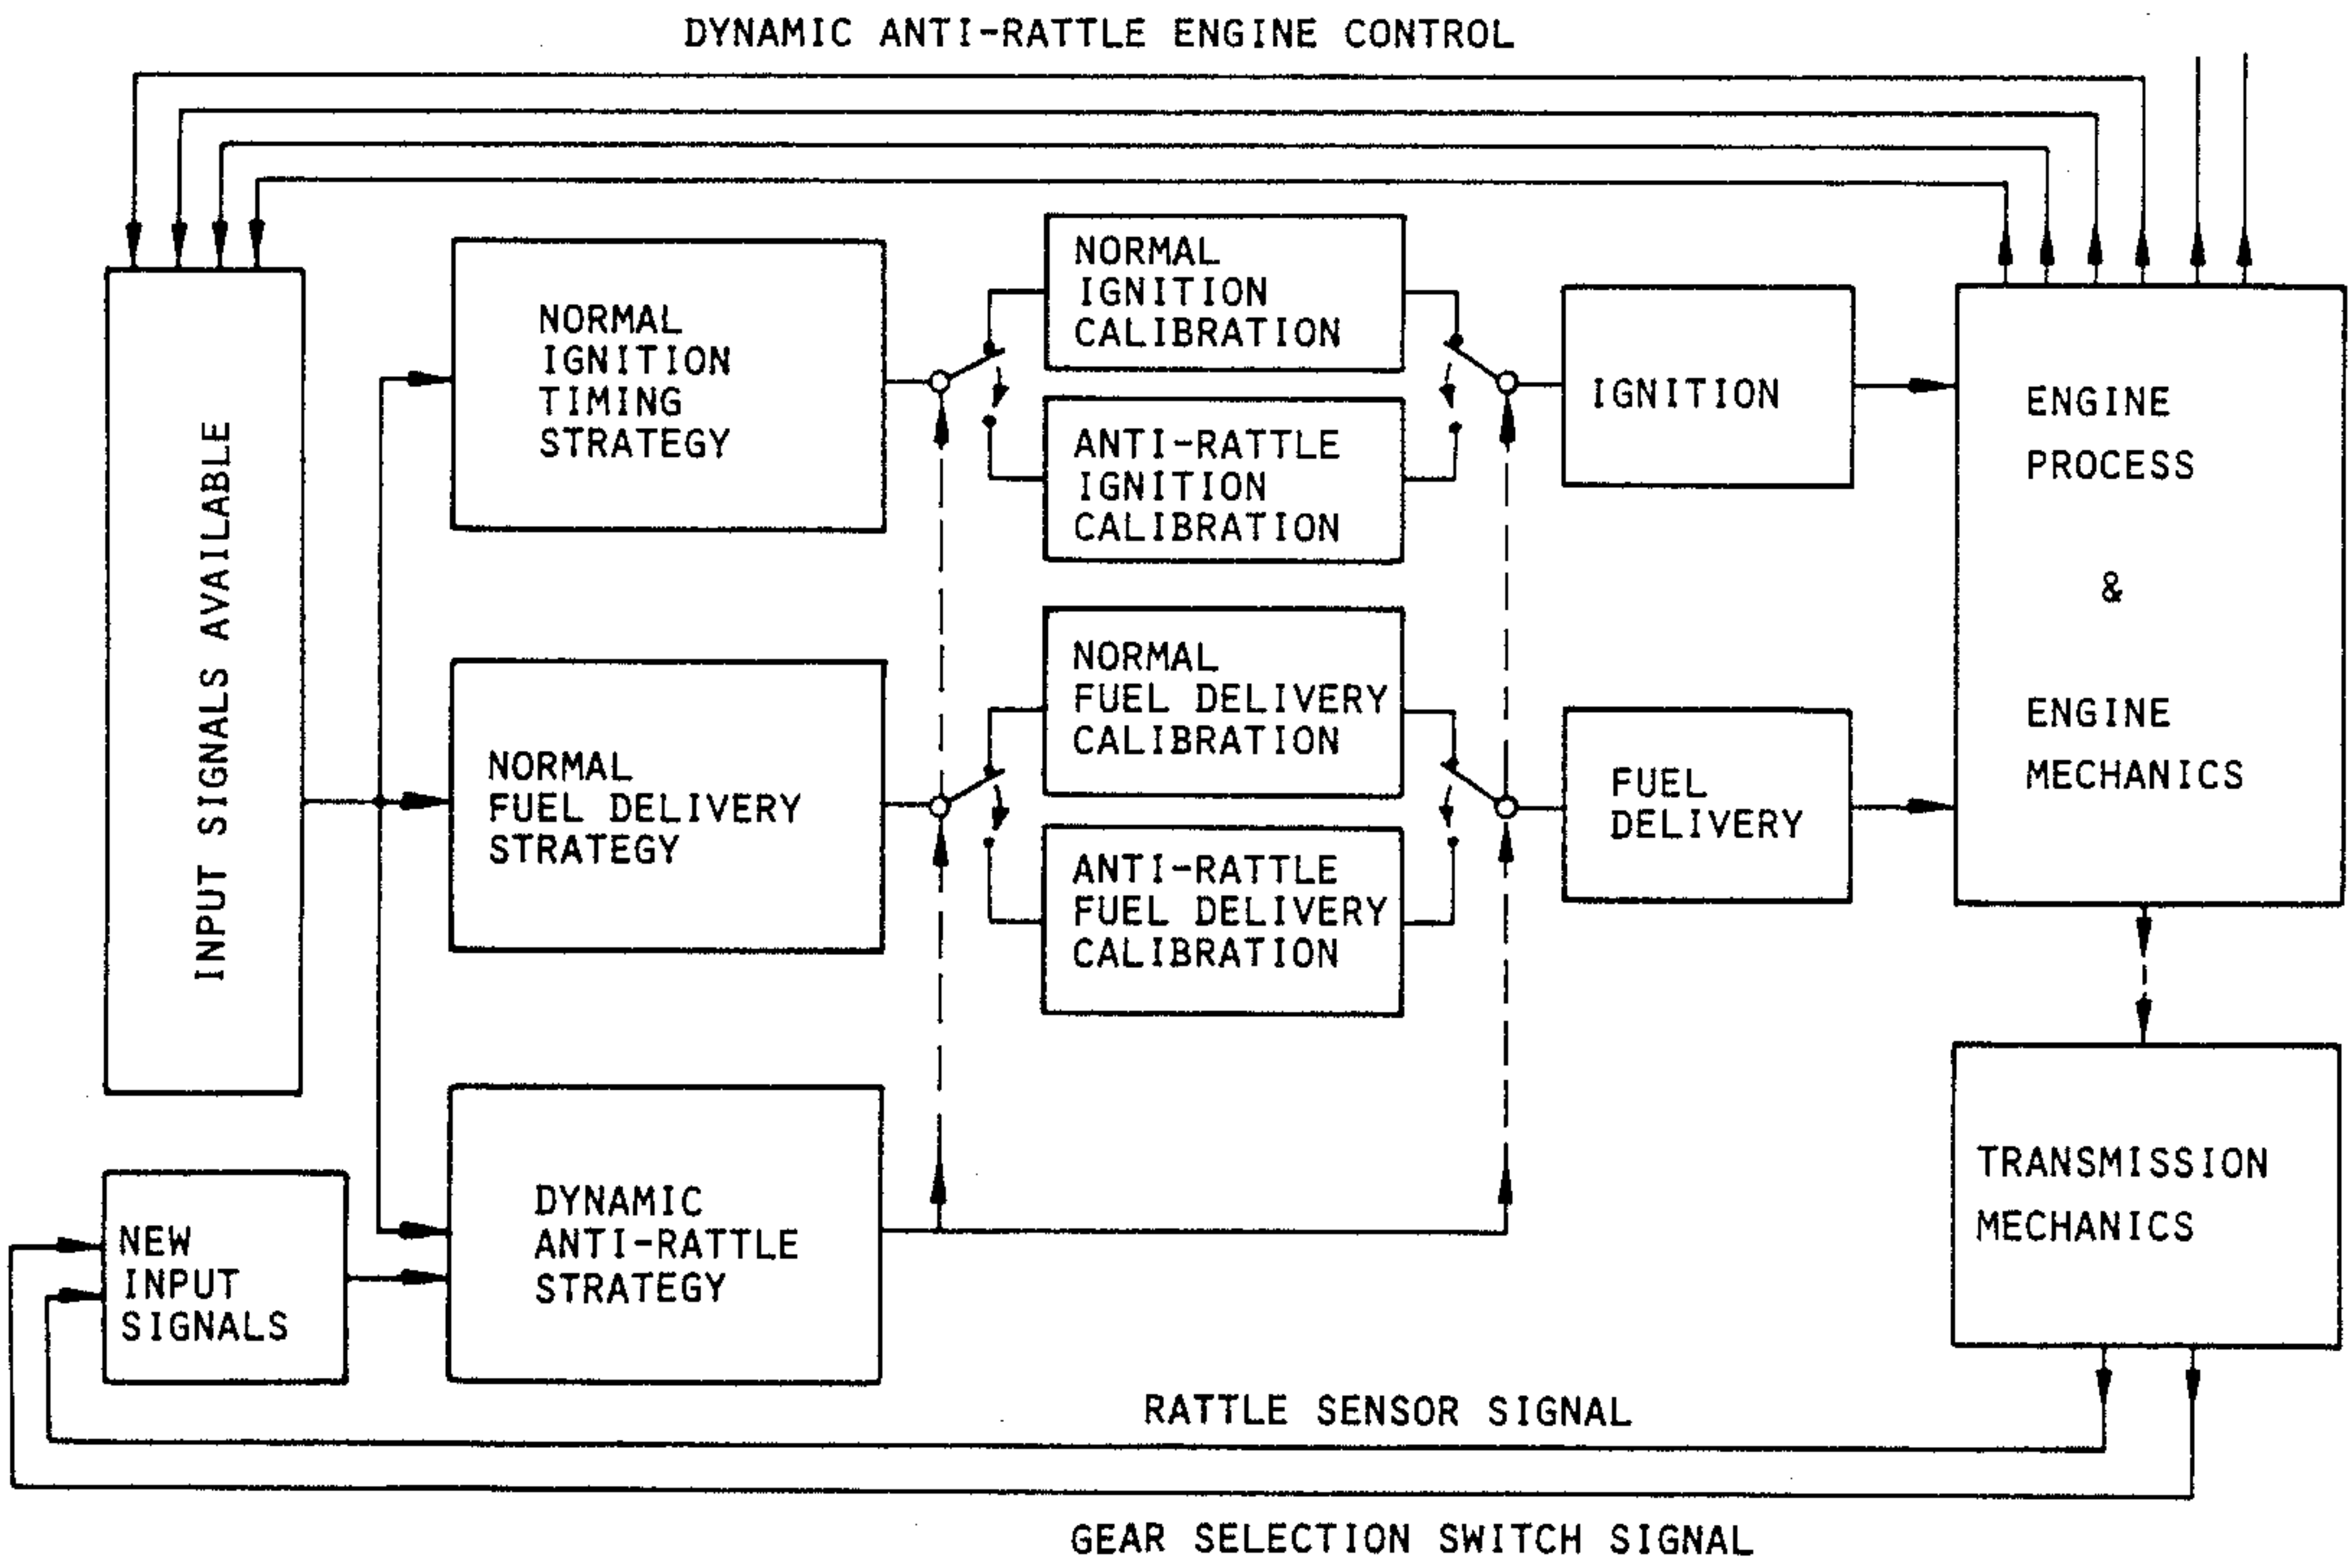 DYNAMIC ANTI-RATTLE ENGINE CONTROL
INPUT SIGNALS AVAILABLE
NORMAL
IGNITION
TIMING
STRATEGY
NORMAL
IGNITION
CALIBRATION
ANTI-RATTLE
IGNITION
CALIBRATION
IGNITION
ENGINE
PROCESS
&
ENGINE
MECHANICS
NORMAL
FUEL DELIVERY
STRATEGY
NORMAL
FUEL DELIVERY
CALIBRATION
ANTI-RATTLE
FUEL DELIVERY
CALIBRATION
FUEL
DELIVERY
NEW
INPUT
SIGNALS
DYNAMIC
ANTI-RATTLE
STRATEGY
TRANSMISSION
MECHANICS
RATTLE SENSOR SIGNAL
GEAR SELECTION SWITCH SIGNAL